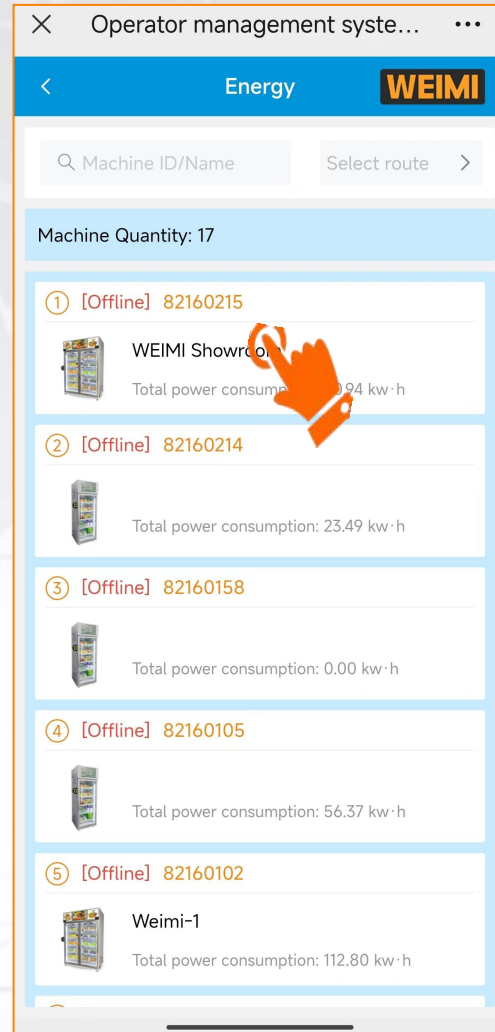 Operator management syste...
Energy
WEIMI
Machine ID/Name
Select route
Machine Quantity: 17
1 [Offline] 82160215
WEIMI
Total power kw·h
2 [Offline] 82160214
Total power consumption: 23.49 kw·h
3 [Offline] 82160158
Total power consumption: 0.00 kw·h
4 [Offline] 82160105
Total power consumption: 56.37 kw·h
5 [Offline] 82160102
Weimi-1
Total power consumption: 112.80 kw·h